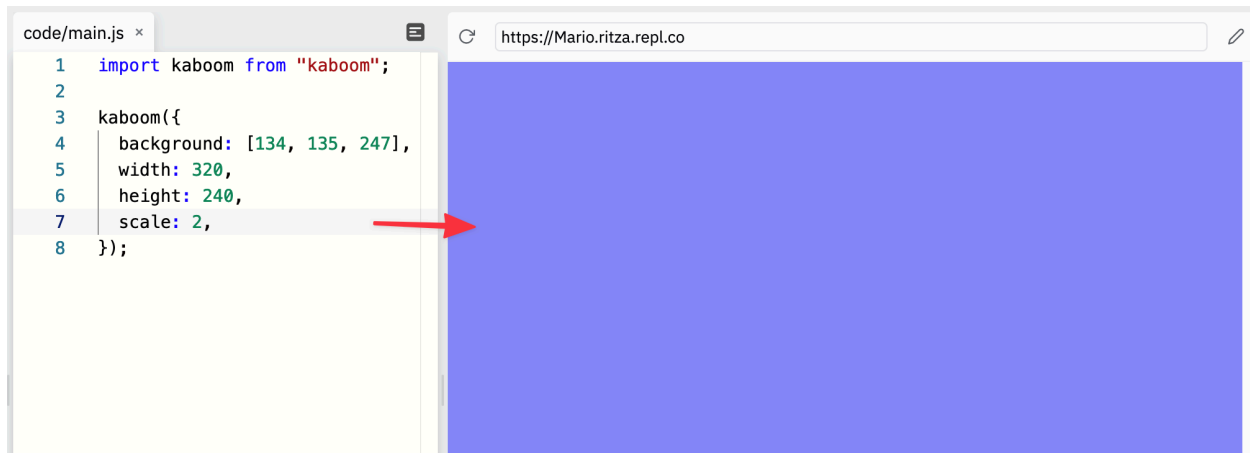 code/main.js ×
https://Mario.ritza.repl.co
1 import kaboom from "kaboom";
2
3 kaboom({
4 background: [134, 135, 247],
5 width: 320,
6 height: 240,
7 scale: 2,
8 });